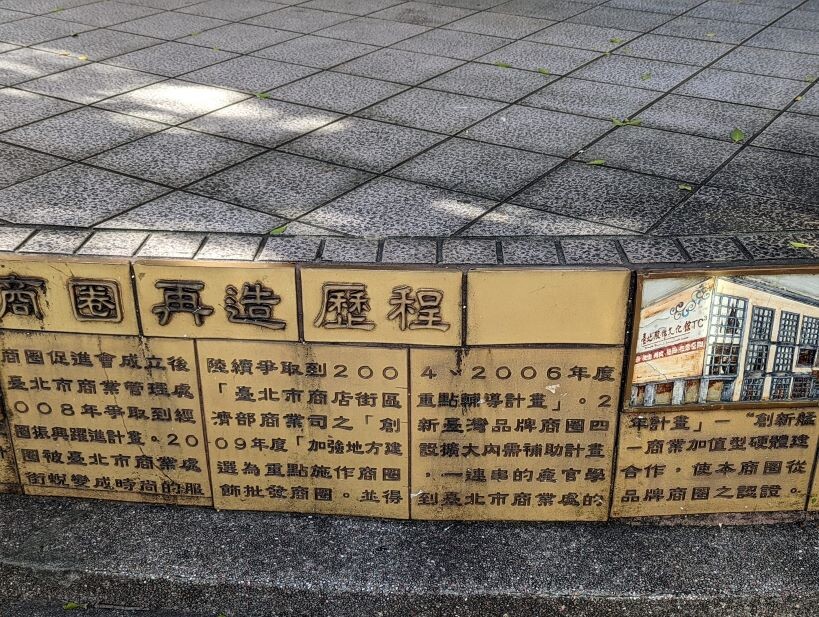 商圈再造歷程
臺北服飾文化館TC
商圈促進會成立後陸續爭取到2004、2006年度
臺北市商業管理處「臺北市商店街區重點輔導計畫」。2
008年爭取到經濟部商業司之「創新臺灣品牌商圈四年計畫」—“創新艋
圈振興躍進計畫。2009年度「加強地方建設擴大內需補助計畫—商業加值型硬體建
圈被臺北市商業處選為重點施作商圈。一連串的產官學合作，使本商圈從
街蛻變成時尚的服飾批發商圈。並得到臺北市商業處的品牌商圈之認證。